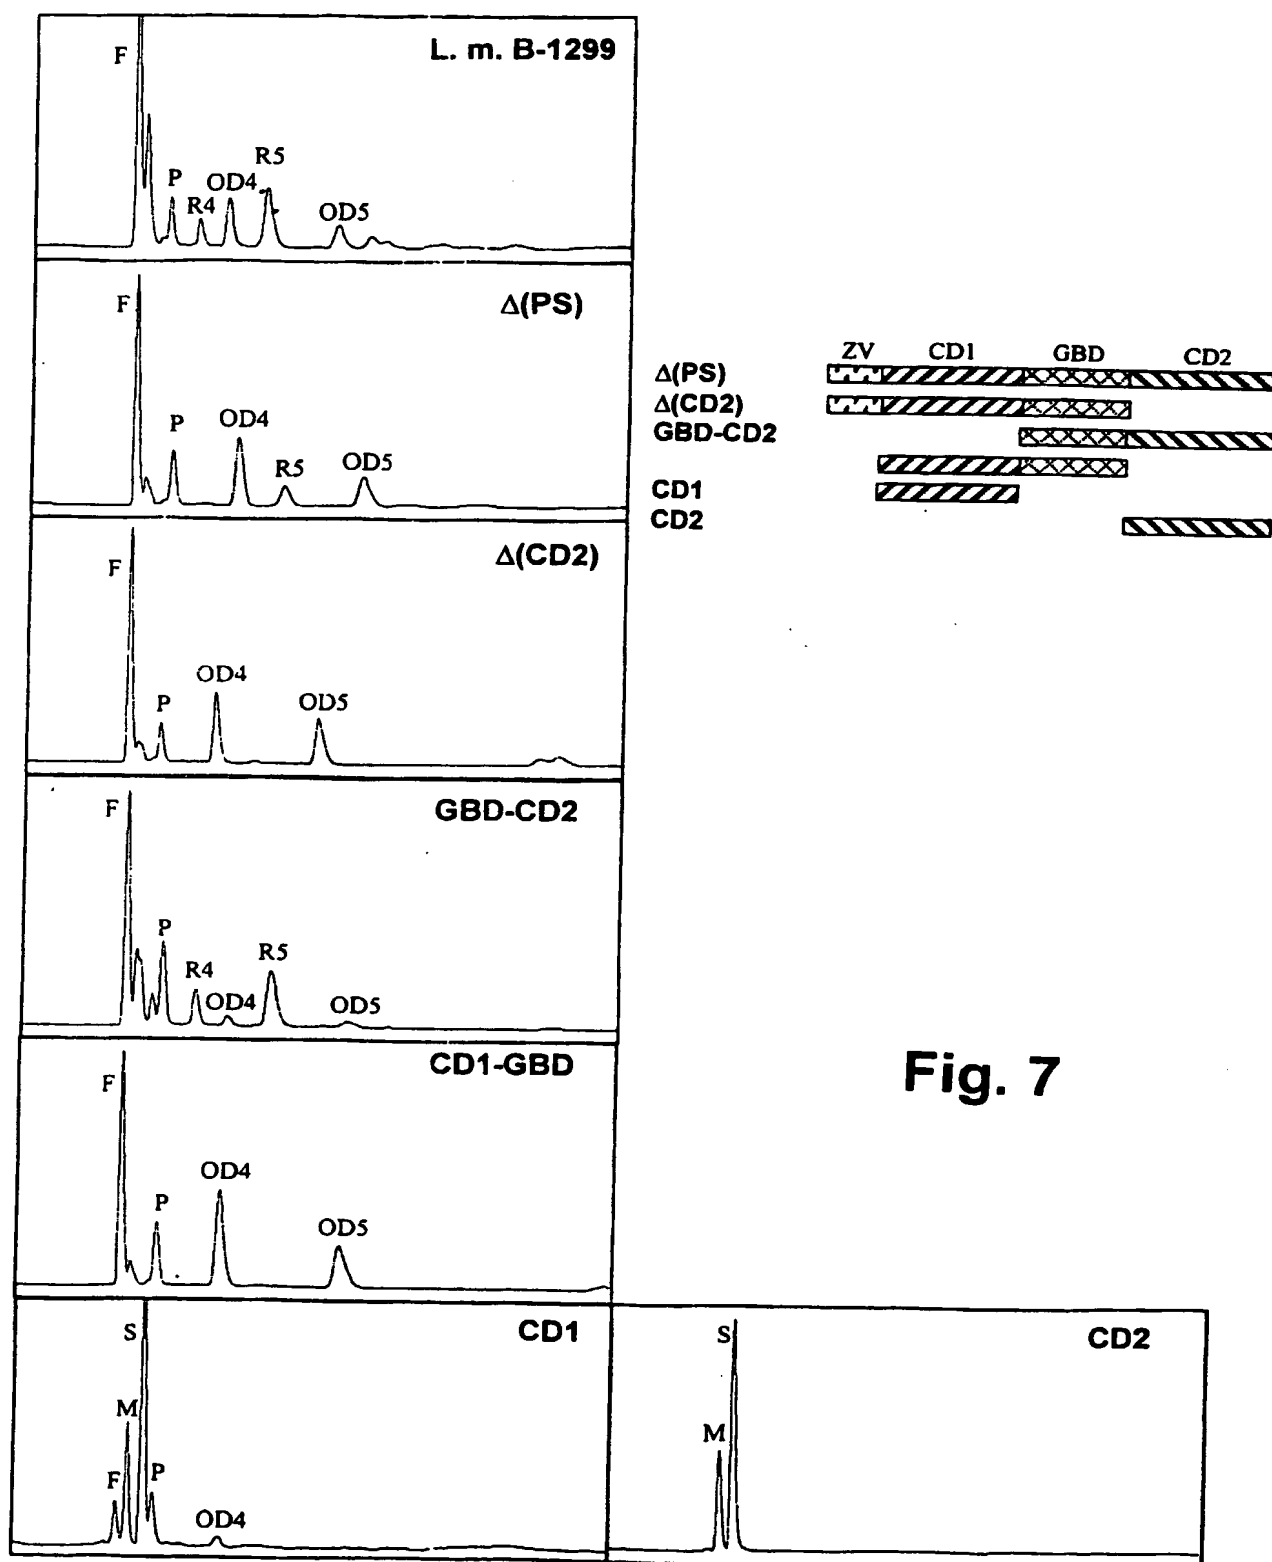 L. m. B-1299
F
P
R4
OD4
R5
OD5
Δ(PS)
F
P
OD4
R5
OD5
Δ(CD2)
F
P
OD4
OD5
GBD-CD2
F
P
R4
OD4
R5
OD5
CD1-GBD
F
P
OD4
OD5
CD1
F
M
S
P
OD4
CD2
M
S
ZV CD1 GBD CD2
Δ(PS)
Δ(CD2)
GBD-CD2
CD1
CD2
Fig. 7